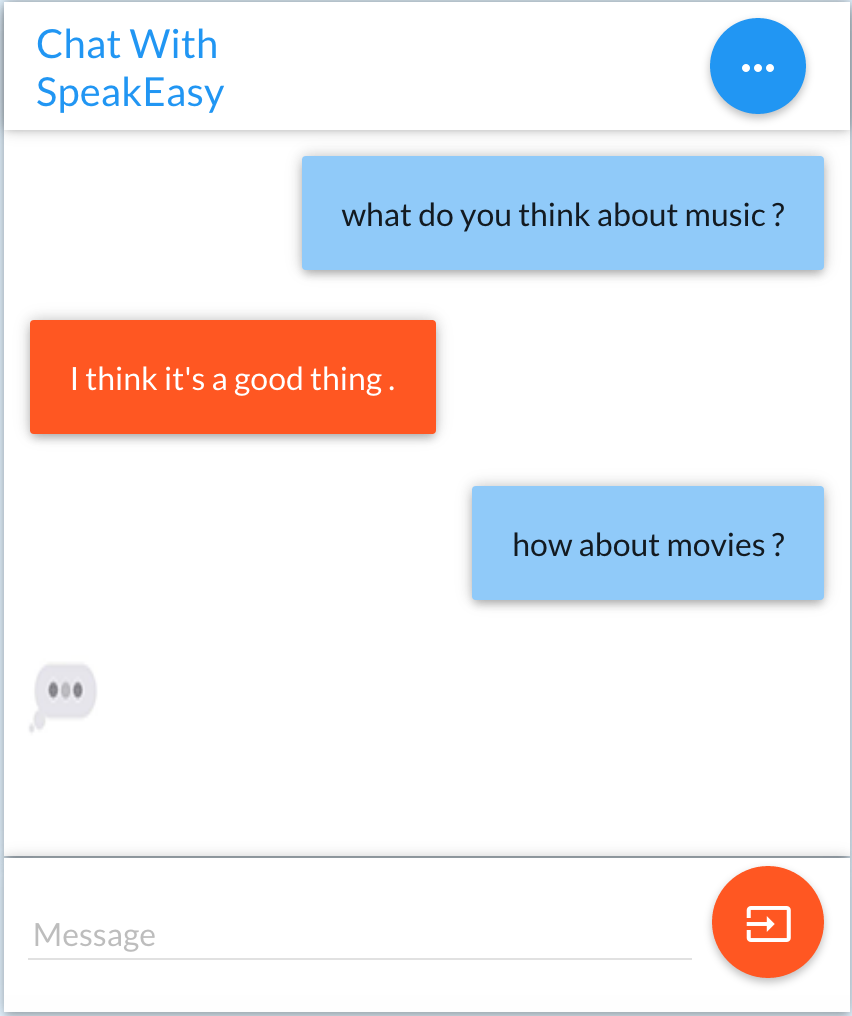 Chat With
SpeakEasy
what do you think about music ?
I think it's a good thing .
how about movies ?
Message